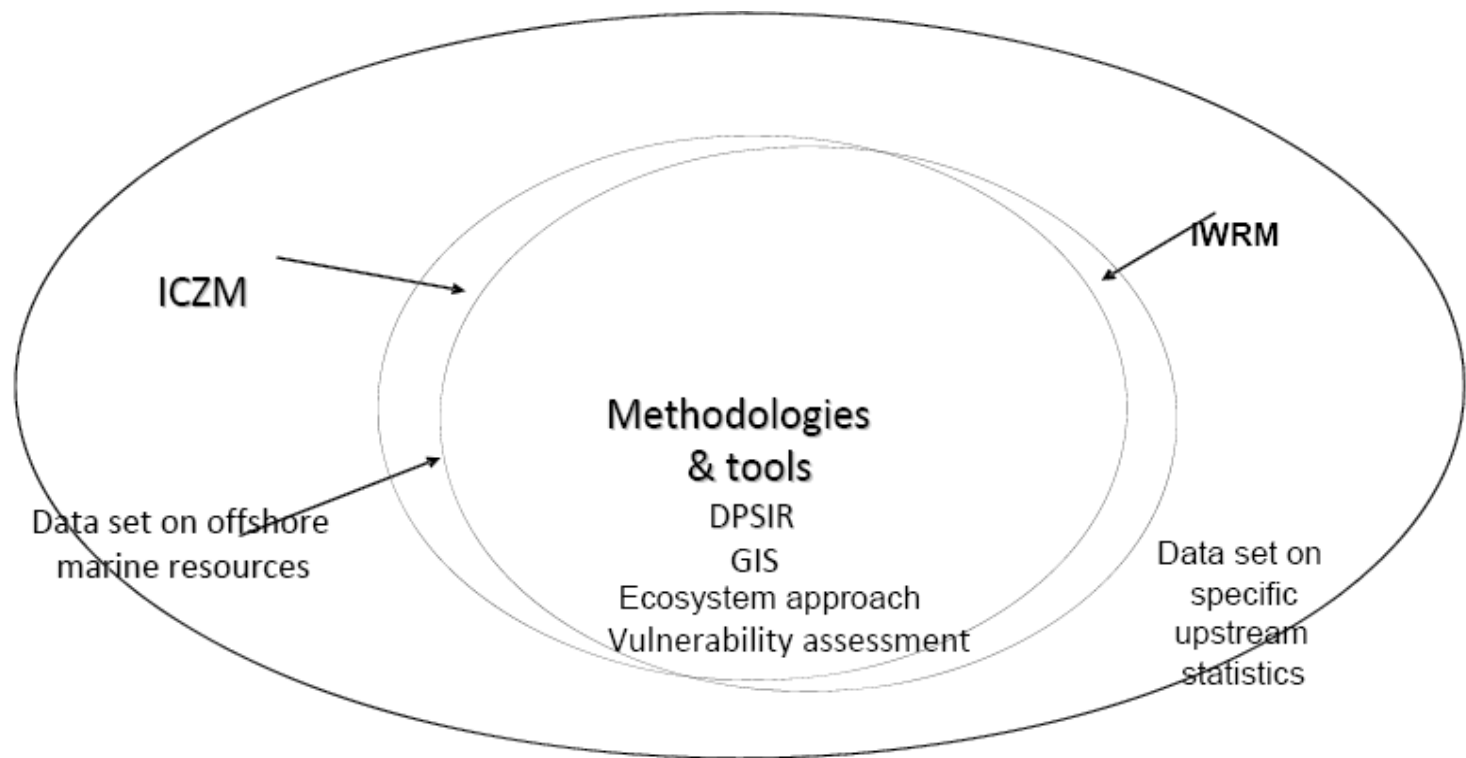 ICZM
IWRM
Methodologies
& tools
DPSIR
GIS
Ecosystem approach
Vulnerability assessment
Data set on offshore
marine resources
Data set on
specific
upstream
statistics